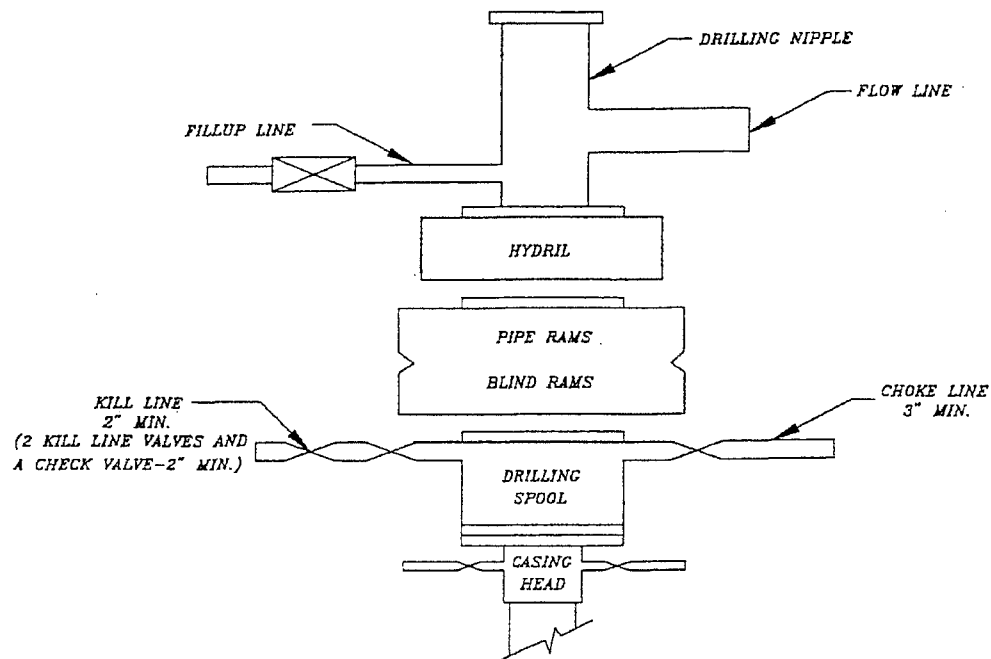 DRILLING NIPPLE
FLOW LINE
FILLUP LINE
HYDRIL
PIPE RAMS
BLIND RAMS
KILL LINE
2" MIN.
(2 KILL LINE VALVES AND
A CHECK VALVE-2" MIN.)
CHOKE LINE
3" MIN.
DRILLING
SPOOL
CASING
HEAD